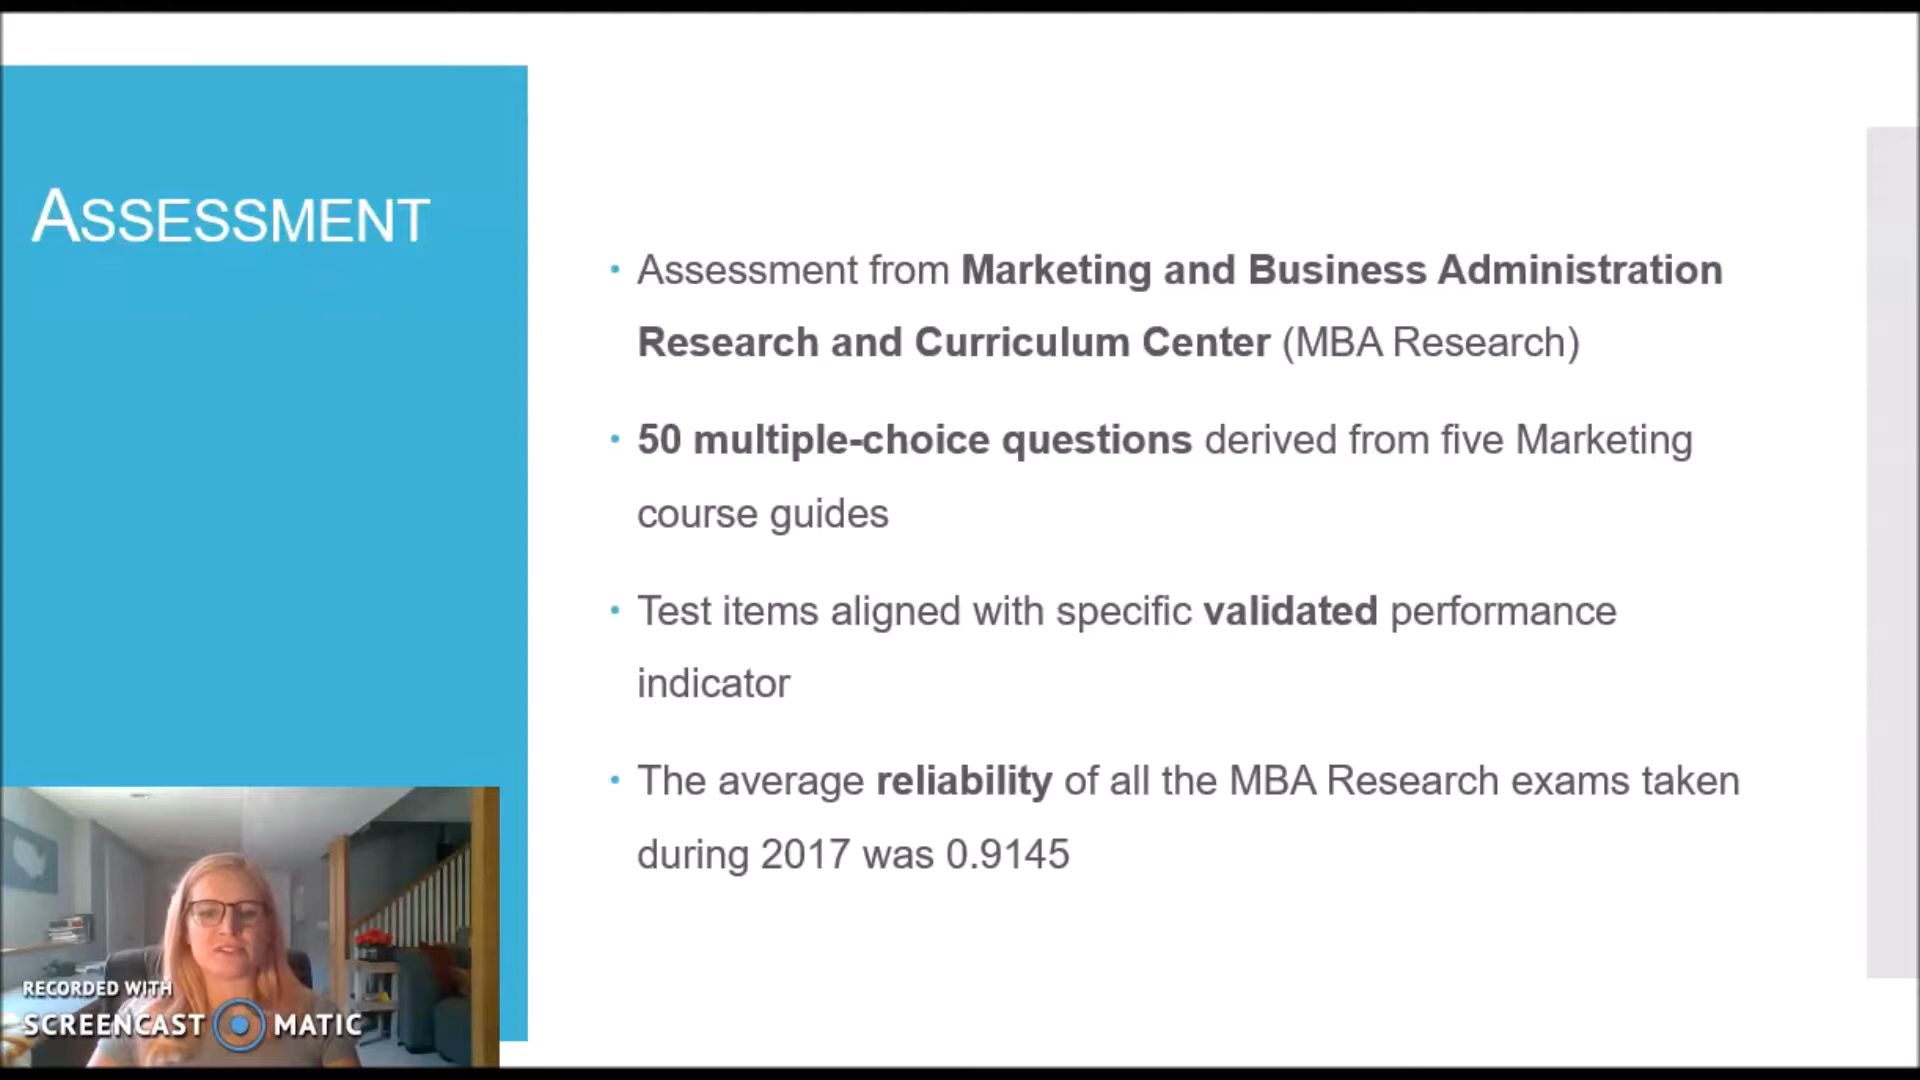 ASSESSMENT
• Assessment from Marketing and Business Administration
Research and Curriculum Center (MBA Research)
• 50 multiple-choice questions derived from five Marketing
course guides
• Test items aligned with specific validated performance
indicator
• The average reliability of all the MBA Research exams taken
during 2017 was 0.9145
RECORDED WITH
SCREENCAST MATIC